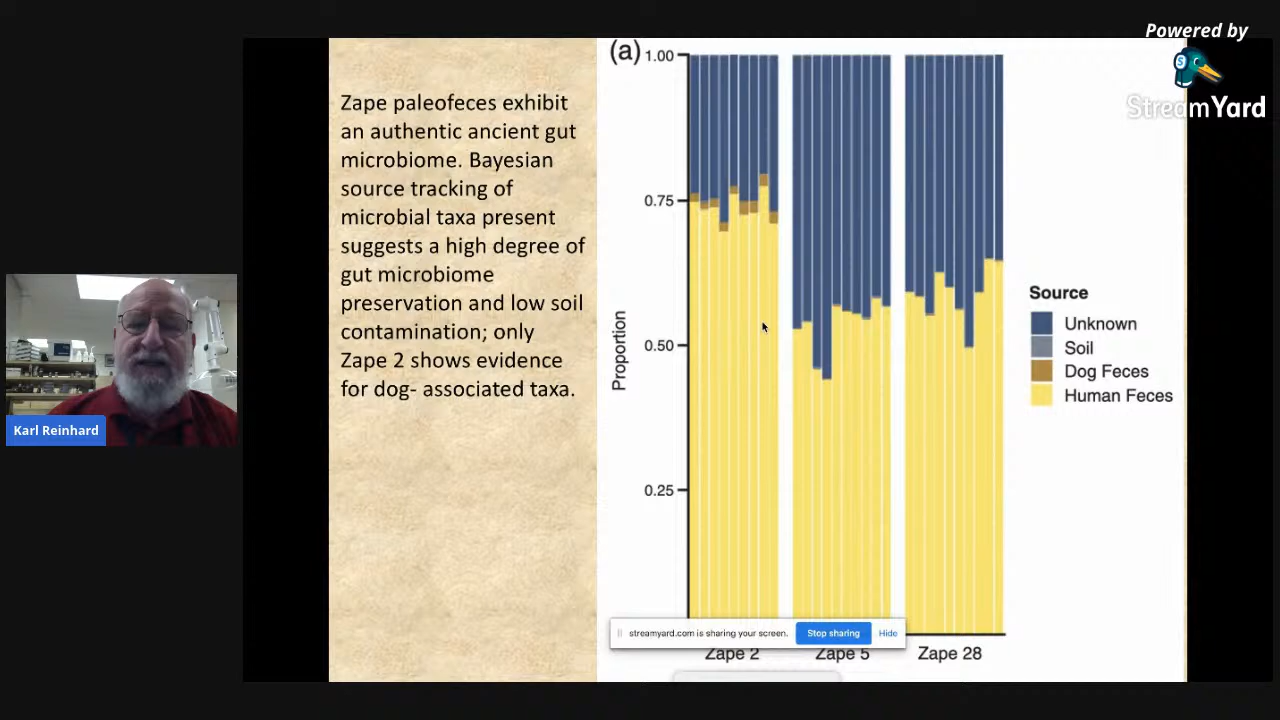 Powered by
StreamYard
Zape paleofeces exhibit
an authentic ancient gut
microbiome. Bayesian
source tracking of
microbial taxa present
suggests a high degree of
gut microbiome
preservation and low soil
contamination; only
Zape 2 shows evidence
for dog- associated taxa.
Karl Reinhard
(a)
1.00
0.75
0.50
0.25
Proportion
Source
Unknown
Soil
Dog Feces
Human Feces
streamyard.com is sharing your screen. Stop sharing Hide
Zape 2 Zape 5 Zape 28